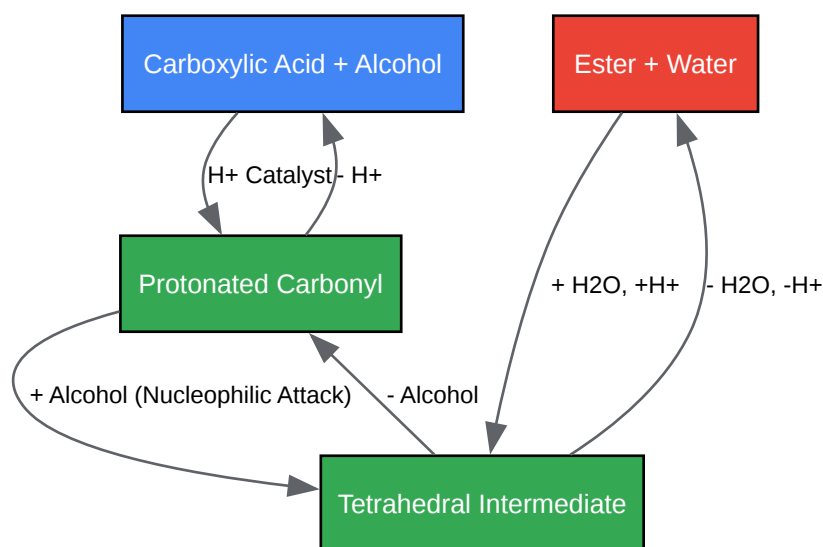 Carboxylic Acid + Alcohol
Ester + Water
H+ Catalyst
- H+
Protonated Carbonyl
+ H2O, +H+
- H2O, -H+
+ Alcohol (Nucleophilic Attack)
- Alcohol
Tetrahedral Intermediate